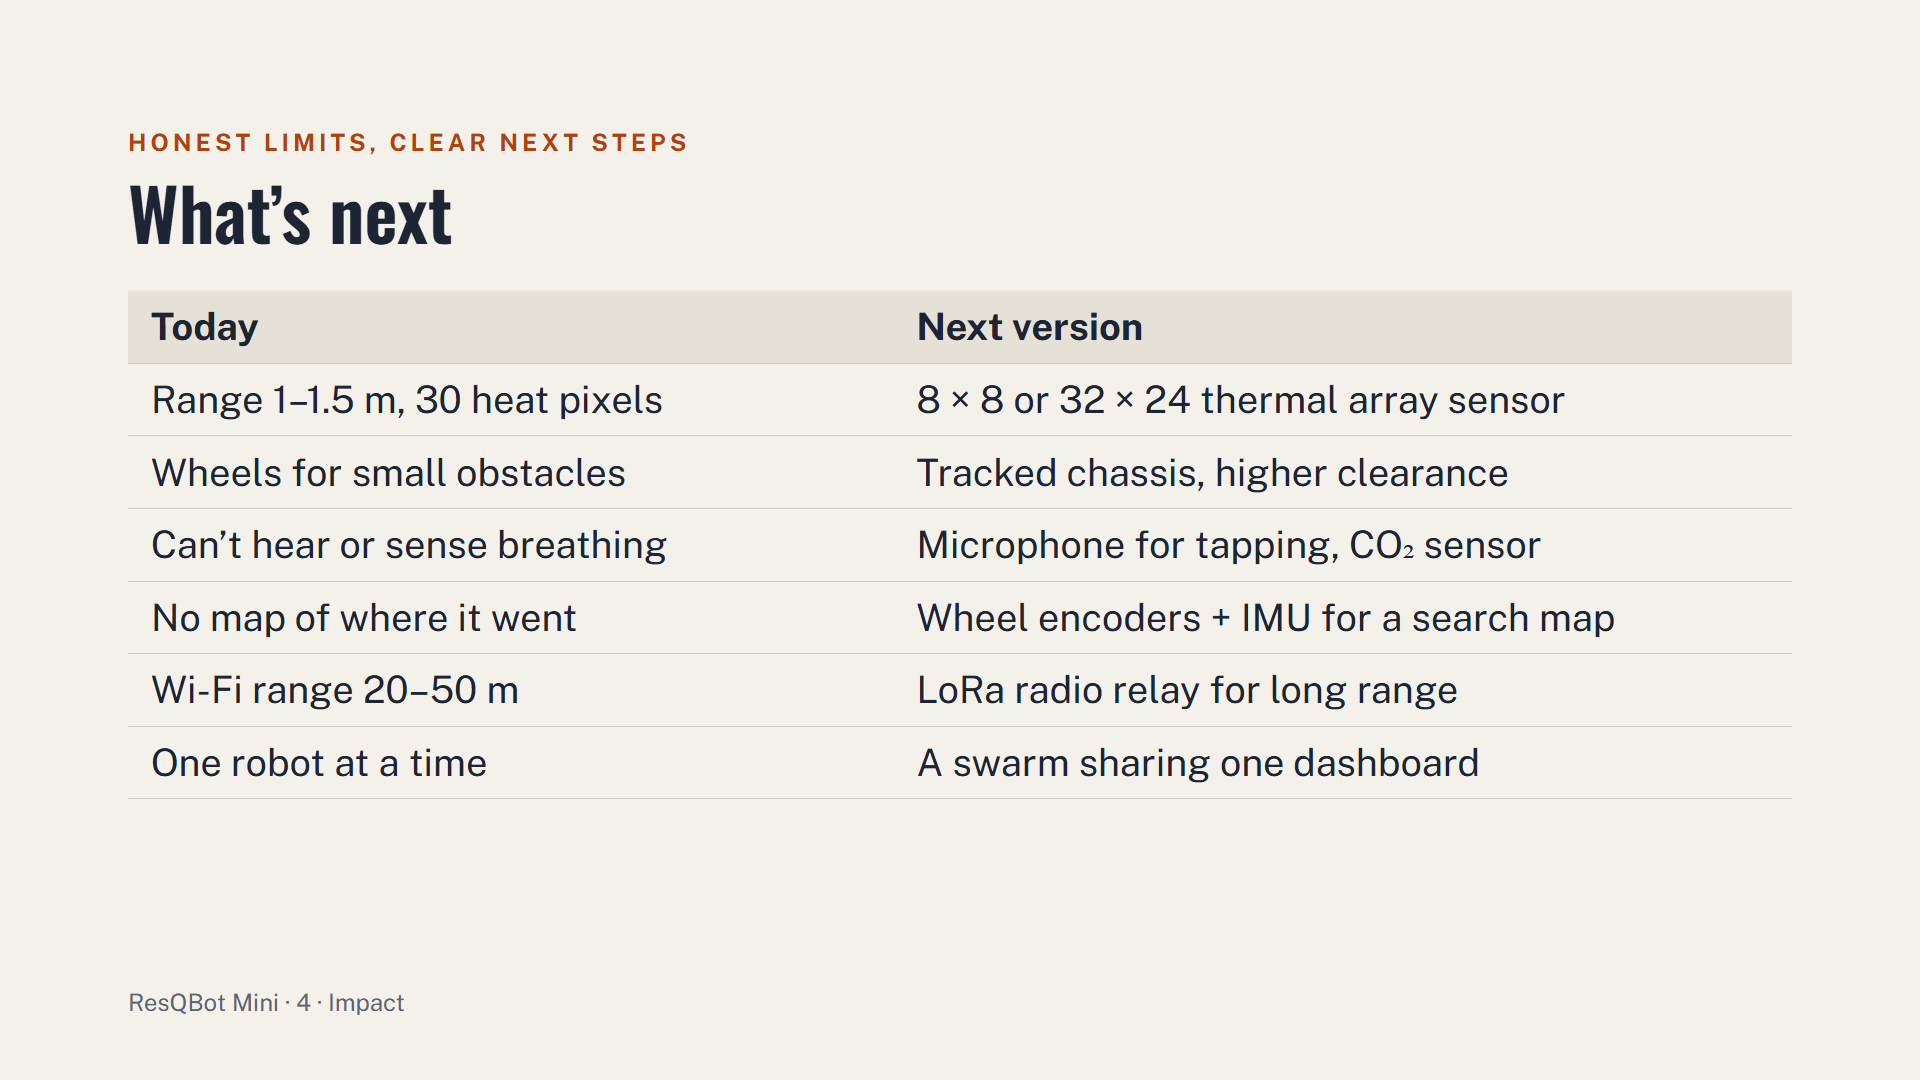 HONEST LIMITS, CLEAR NEXT STEPS
What’s next
Today
Next version
Range 1–1.5 m, 30 heat pixels
8 × 8 or 32 × 24 thermal array sensor
Wheels for small obstacles
Tracked chassis, higher clearance
Can’t hear or sense breathing
Microphone for tapping, CO₂ sensor
No map of where it went
Wheel encoders + IMU for a search map
Wi-Fi range 20–50 m
LoRa radio relay for long range
One robot at a time
A swarm sharing one dashboard
ResQBot Mini · 4 · Impact